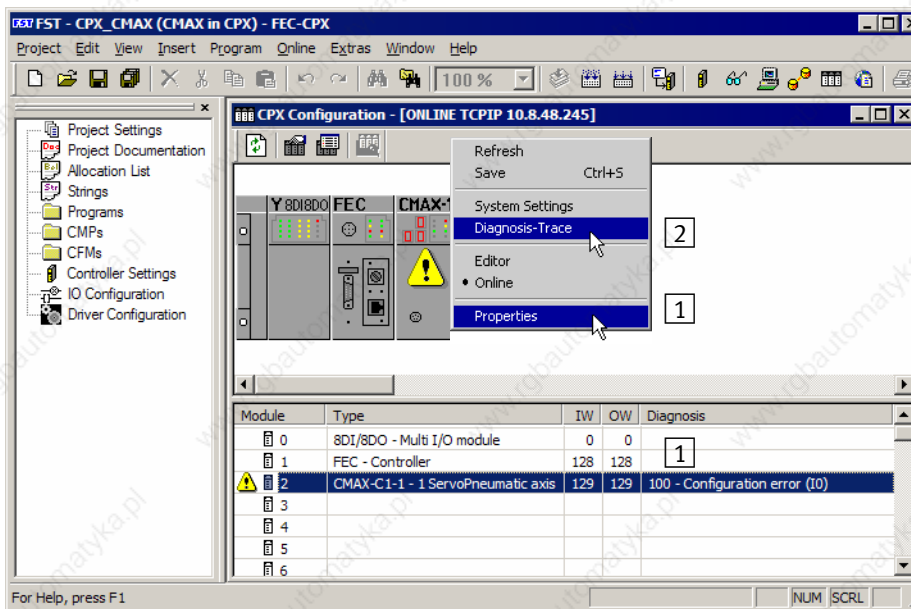 FST FST - CPX_CMAX (CMAX in CPX) - FEC-CPX
Project Edit View Insert Program Online Extras Window Help
100 %
Project Settings
Project Documentation
Allocation List
Strings
Programs
CMPs
CFMs
Controller Settings
IO Configuration
Driver Configuration
CPX Configuration - [ONLINE TCPIP 10.8.48.245]
Y 8DI8DO FEC CMAX-1
Refresh
Save Ctrl+S
System Settings
Diagnosis-Trace
2
Editor
Online
Properties
1
Module Type IW OW Diagnosis
0 8DI/8DO - Multi I/O module 0 0
1 FEC - Controller 128 128
1
2 CMAX-C1-1 - 1 ServoPneumatic axis 129 129 100 - Configuration error (I0)
3
4
5
6
For Help, press F1
NUM SCRL
www.rgbautomatyka.pl